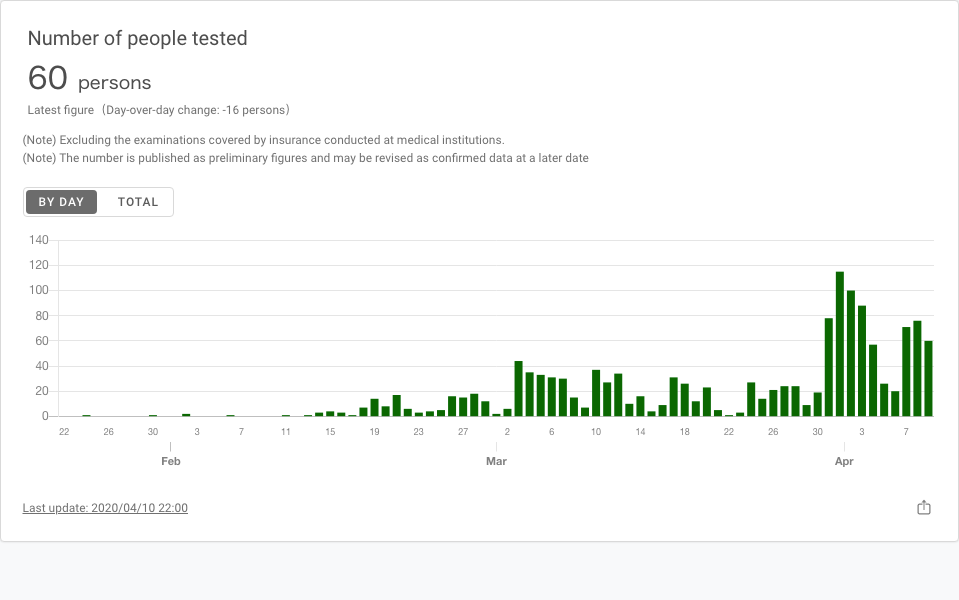 Number of people tested
60 persons
Latest figure (Day-over-day change: -16 persons)
(Note) Excluding the examinations covered by insurance conducted at medical institutions.
(Note) The number is published as preliminary figures and may be revised as confirmed data at a later date
BY DAY TOTAL
140
120
100
80
60
40
20
0
22 26 30 3 7 11 15 19 23 27 2 6 10 14 18 22 26 30 3 7
Feb Mar Apr
Last update: 2020/04/10 22:00